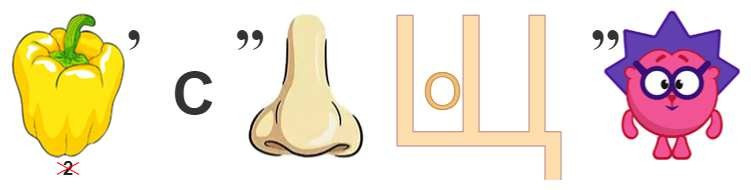 , С ,, о Щ ,,
2